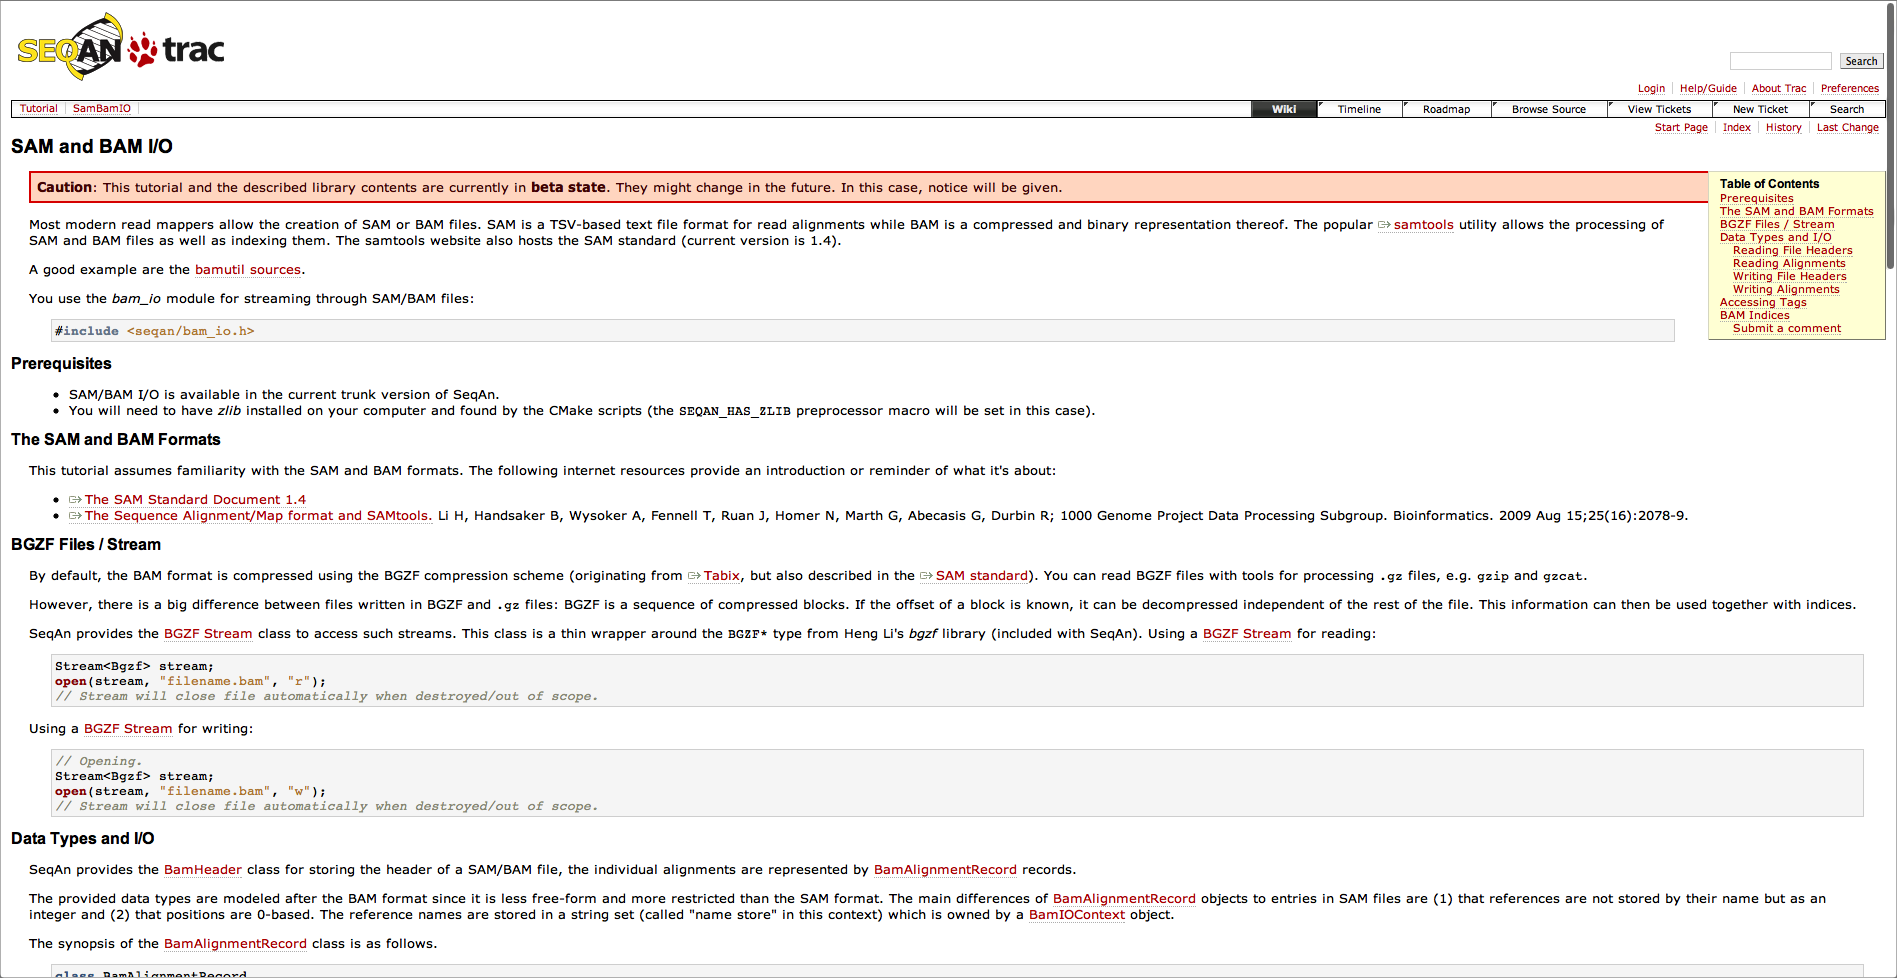 SEQAN trac
Search
Login Help/Guide About Trac Preferences
Tutorial SamBamIO Wiki Timeline Roadmap Browse Source View Tickets New Ticket Search
Start Page Index History Last Change
SAM and BAM I/O
Caution: This tutorial and the described library contents are currently in beta state. They might change in the future. In this case, notice will be given.
Table of Contents
Prerequisites
The SAM and BAM Formats
BGZF Files / Stream
Data Types and I/O
Reading File Headers
Reading Alignments
Writing File Headers
Writing Alignments
Accessing Tags
BAM Indices
Submit a comment
Most modern read mappers allow the creation of SAM or BAM files. SAM is a TSV-based text file format for read alignments while BAM is a compressed and binary representation thereof. The popular samtools utility allows the processing of
SAM and BAM files as well as indexing them. The samtools website also hosts the SAM standard (current version is 1.4).
A good example are the bamutil sources.
You use the bam_io module for streaming through SAM/BAM files:
#include <seqan/bam_io.h>
Prerequisites
• SAM/BAM I/O is available in the current trunk version of SeqAn.
• You will need to have zlib installed on your computer and found by the CMake scripts (the SEQAN_HAS_ZLIB preprocessor macro will be set in this case).
The SAM and BAM Formats
This tutorial assumes familiarity with the SAM and BAM formats. The following internet resources provide an introduction or reminder of what it's about:
• The SAM Standard Document 1.4
• The Sequence Alignment/Map format and SAMtools. Li H, Handsaker B, Wysoker A, Fennell T, Ruan J, Homer N, Marth G, Abecasis G, Durbin R; 1000 Genome Project Data Processing Subgroup. Bioinformatics. 2009 Aug 15;25(16):2078-9.
BGZF Files / Stream
By default, the BAM format is compressed using the BGZF compression scheme (originating from Tabix, but also described in the SAM standard). You can read BGZF files with tools for processing .gz files, e.g. gzip and gzcat.
However, there is a big difference between files written in BGZF and .gz files: BGZF is a sequence of compressed blocks. If the offset of a block is known, it can be decompressed independent of the rest of the file. This information can then be used together with indices.
SeqAn provides the BGZF Stream class to access such streams. This class is a thin wrapper around the BGZF* type from Heng Li's bgzf library (included with SeqAn). Using a BGZF Stream for reading:
Stream<Bgzf> stream;
open(stream, "filename.bam", "r");
// Stream will close file automatically when destroyed/out of scope.
Using a BGZF Stream for writing:
// Opening.
Stream<Bgzf> stream;
open(stream, "filename.bam", "w");
// Stream will close file automatically when destroyed/out of scope.
Data Types and I/O
SeqAn provides the BamHeader class for storing the header of a SAM/BAM file, the individual alignments are represented by BamAlignmentRecord records.
The provided data types are modeled after the BAM format since it is less free-form and more restricted than the SAM format. The main differences of BamAlignmentRecord objects to entries in SAM files are (1) that references are not stored by their name but as an
integer and (2) that positions are 0-based. The reference names are stored in a string set (called "name store" in this context) which is owned by a BamIOContext object.
The synopsis of the BamAlignmentRecord class is as follows.
class BamAlignmentRecord